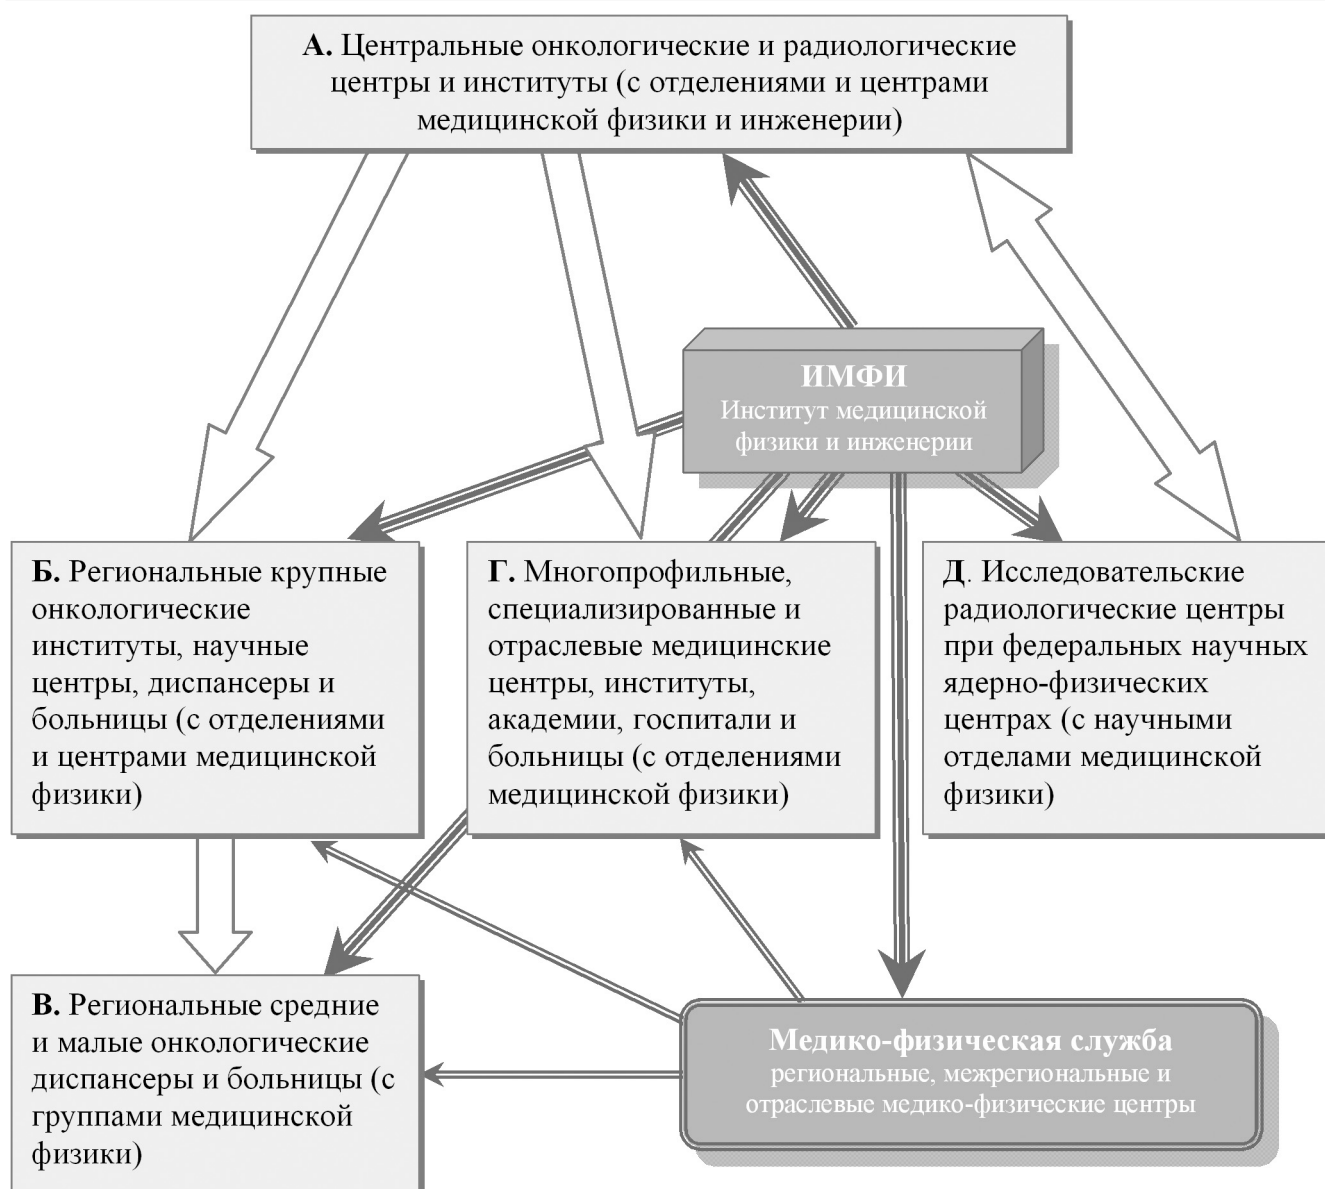 А. Центральные онкологические и радиологические
центры и институты (с отделениями и центрами
медицинской физики и инженерии)
ИМФИ
Институт медицинской
физики и инженерии
Б. Региональные крупные
онкологические
институты, научные
центры, диспансеры и
больницы (с отделениями
и центрами медицинской
физики)
Г. Многопрофильные,
специализированные и
отраслевые медицинские
центры, институты,
академии, госпитали и
больницы (с отделениями
медицинской физики)
Д. Исследовательские
радиологические центры
при федеральных научных
ядерно-физических
центрах (с научными
отделами медицинской
физики)
В. Региональные средние
и малые онкологические
диспансеры и больницы (с
группами медицинской
физики)
Медико-физическая служба
региональные, межрегиональные и
отраслевые медико-физические центры